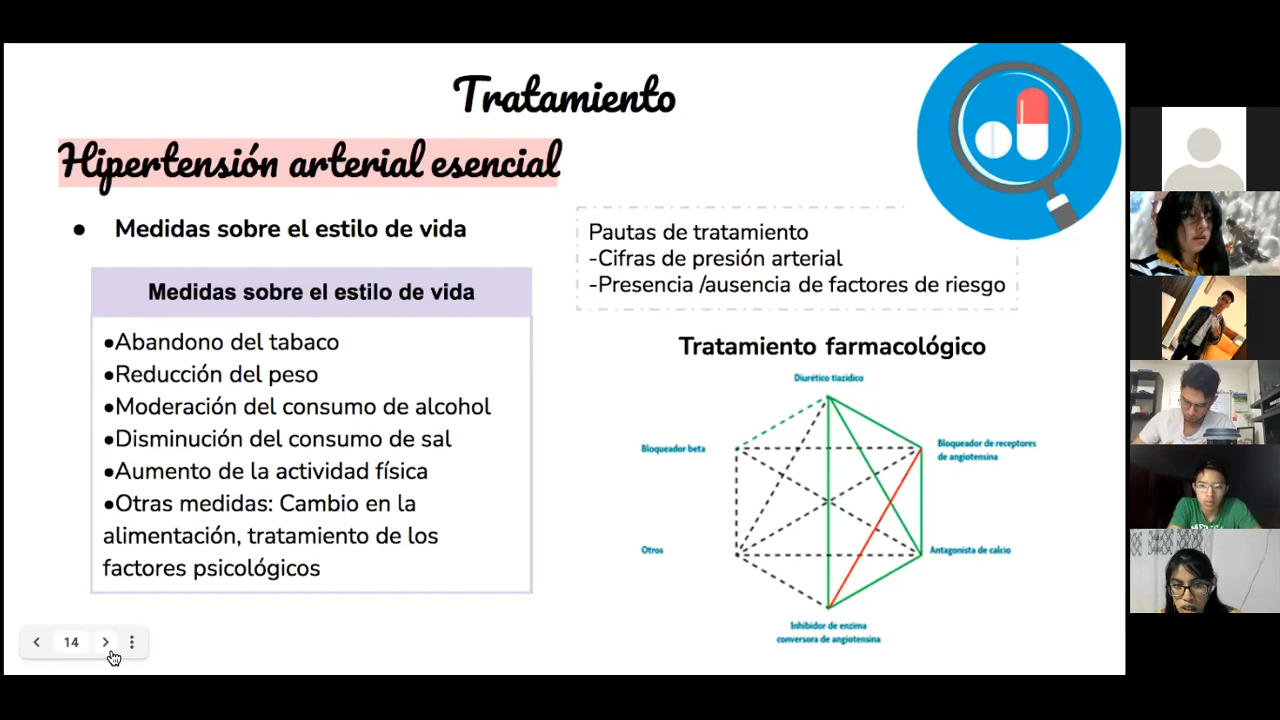 Tratamiento
Hipertensión arterial esencial
● Medidas sobre el estilo de vida
Medidas sobre el estilo de vida
●Abandono del tabaco
●Reducción del peso
●Moderación del consumo de alcohol
●Disminución del consumo de sal
●Aumento de la actividad física
●Otras medidas: Cambio en la
alimentación, tratamiento de los
factores psicológicos
Pautas de tratamiento
-Cifras de presión arterial
-Presencia /ausencia de factores de riesgo
Tratamiento farmacológico
Diurético tiazídico
Bloqueador beta
Bloqueador de receptores
de angiotensina
Otros
Antagonista de calcio
Inhibidor de enzima
conversora de angiotensina
14